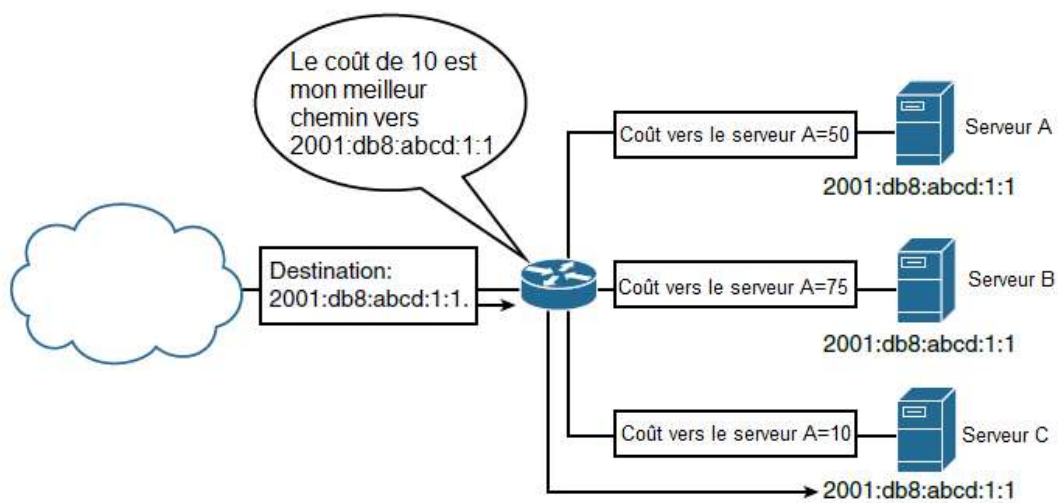 Le coût de 10 est
mon meilleur
chemin vers
2001:db8:abcd:1:1
Coût vers le serveur A=50
Serveur A
2001:db8:abcd:1:1
Destination:
2001:db8:abcd:1:1.
Coût vers le serveur A=75
Serveur B
2001:db8:abcd:1:1
Coût vers le serveur A=10
Serveur C
2001:db8:abcd:1:1